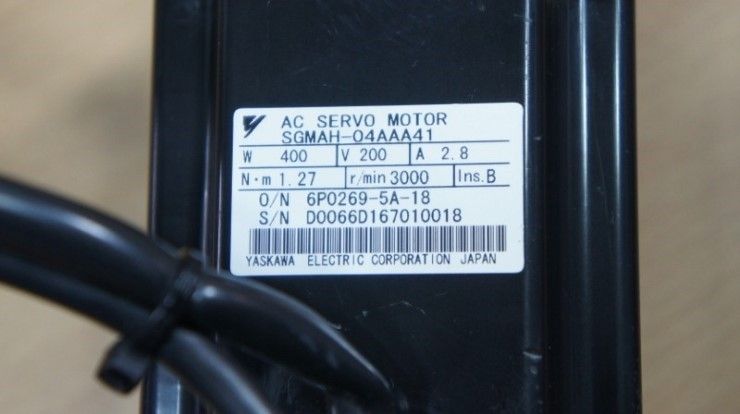 AC SERVO MOTOR
SGMAH-04AAA41
W 400 V 200 A 2.8
N·m 1.27 r/min 3000 Ins.B
O/N 6P0269-5A-18
S/N D0066D167010018
YASKAWA ELECTRIC CORPORATION JAPAN